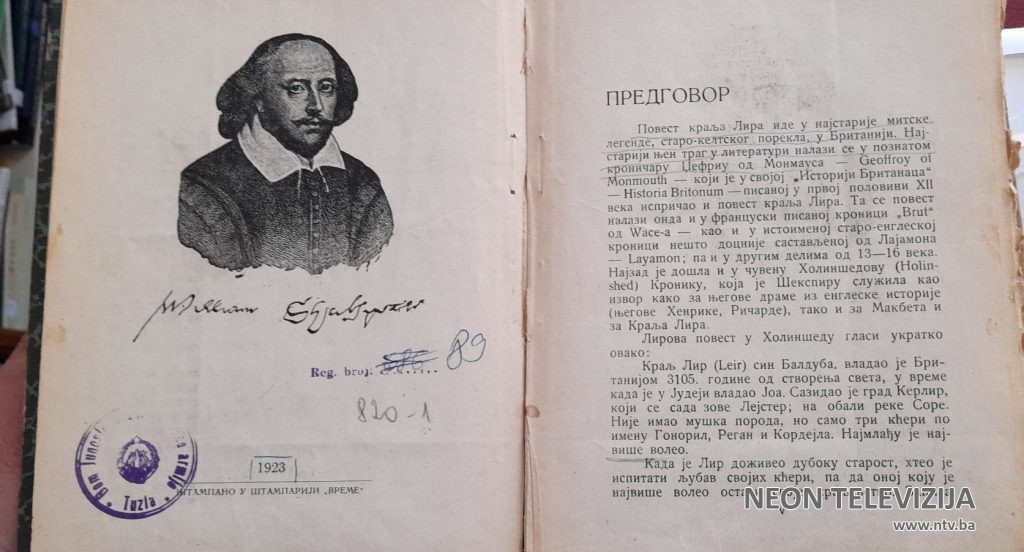 William Shakspeare
Reg. broj. 89
820-1
Dom Jugosl armije
Tuzla
1923
ШТАМПАНО У ШТАМПАРИЈИ „ВРЕМЕ“
ПРЕДГОВОР
Повест краља Лира иде у најстарије митске
легенде, старо-келтског порекла, у Британији. Нај-
старији њен траг у литератури налази се у познатом
кроничару Џефриу од Монмауса — Geoffroy of
Monmouth — који је у својој „Историји Британаца“
— Historia Britonum — писаној у првој половини XII
века испричао и повест краља Лира. Та се повест
налази онда и у француски писаној кроници „Brut“
од Wace-а — као и у истоименој старо-енглеској
кроници нешто доцније састављеној од Лајамона
— Layamon; па и у другим делима од 13—16 века.
Најзад је дошла и у чувену Холиншедову (Holin-
shed) Кронику, која је Шекспиру служила као
извор како за његове драме из енглеске историје
(његове Хенрике, Ричарде), тако и за Макбета и
за Краља Лира.
Лирова повест у Холиншеду гласи укратко
овако:
Краљ Лир (Leir) син Балдуба, владао је Бри-
танијом 3105. године од створења света, у време
када је у Јудеји владао Јоа. Сазидао је град Керлир,
који се сада зове Лејстер; на обали реке Соре.
Није имао мушка порода, но само три кћери по
имену Гонорил, Реган и Кордејла. Најмлађу је нај-
више волео.
Када је Лир доживео дубоку старост, хтео је
испитати љубав својих кћери, па да оној коју је
највише волео
NEON TELEVIZIJA
www.ntv.ba